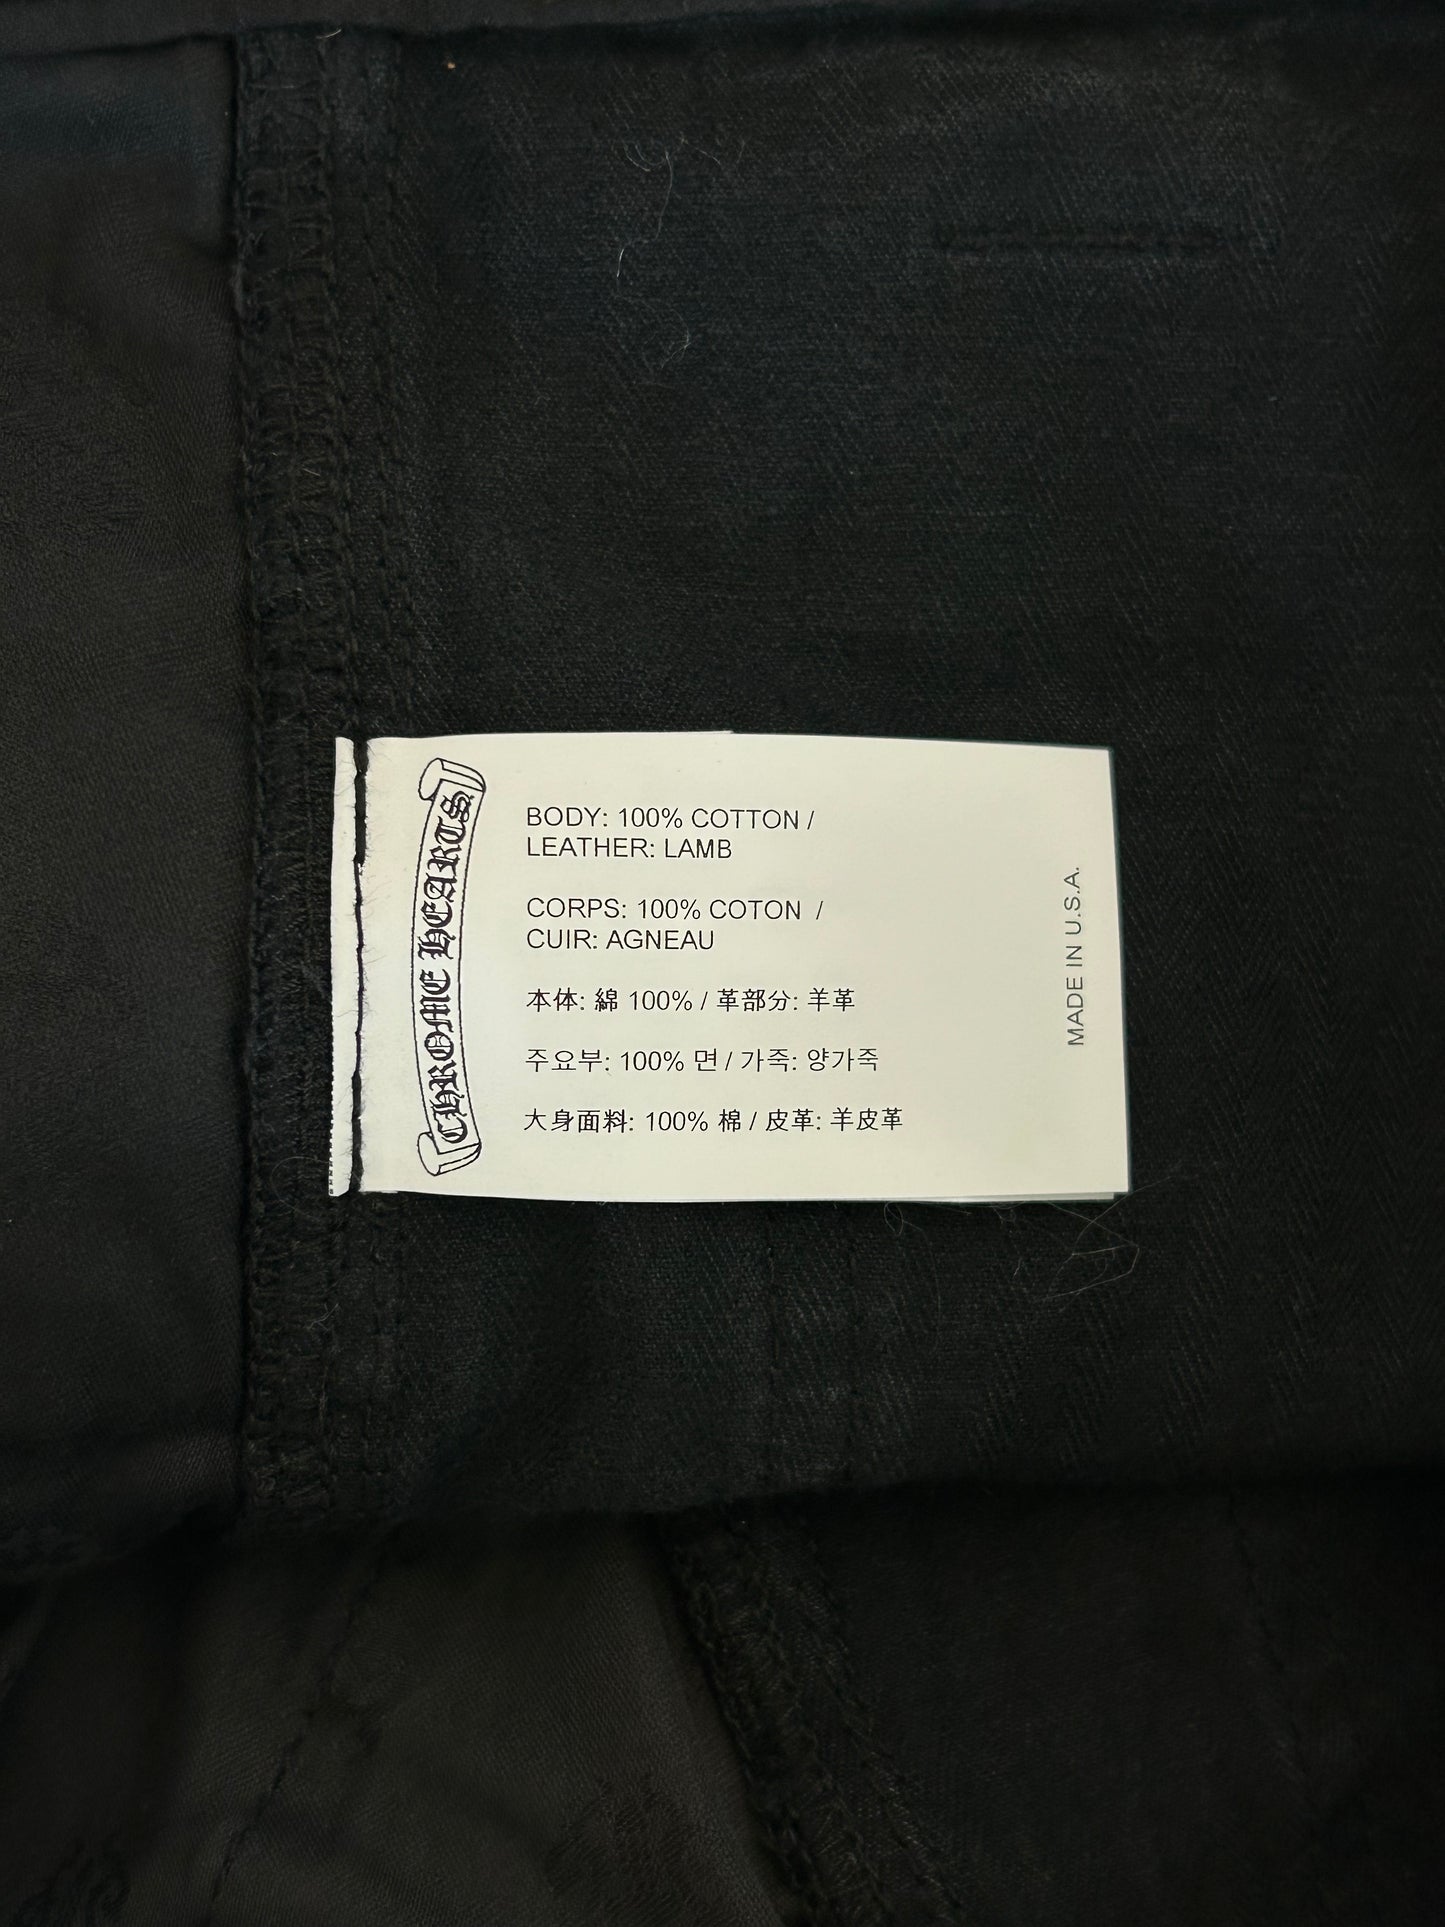 CHROME HEARTS
BODY: 100% COTTON /
LEATHER: LAMB
CORPS: 100% COTON /
CUIR: AGNEAU
本体: 綿 100% / 革部分: 羊革
주요부: 100% 면 / 가죽: 양가죽
大身面料: 100% 棉 / 皮革: 羊皮革
MADE IN U.S.A.